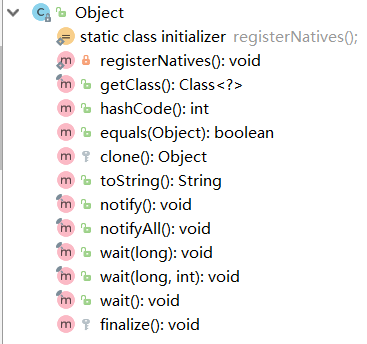 Object
static class initializer registerNatives();
registerNatives(): void
getClass(): Class<?>
hashCode(): int
equals(Object): boolean
clone(): Object
toString(): String
notify(): void
notifyAll(): void
wait(long): void
wait(long, int): void
wait(): void
finalize(): void